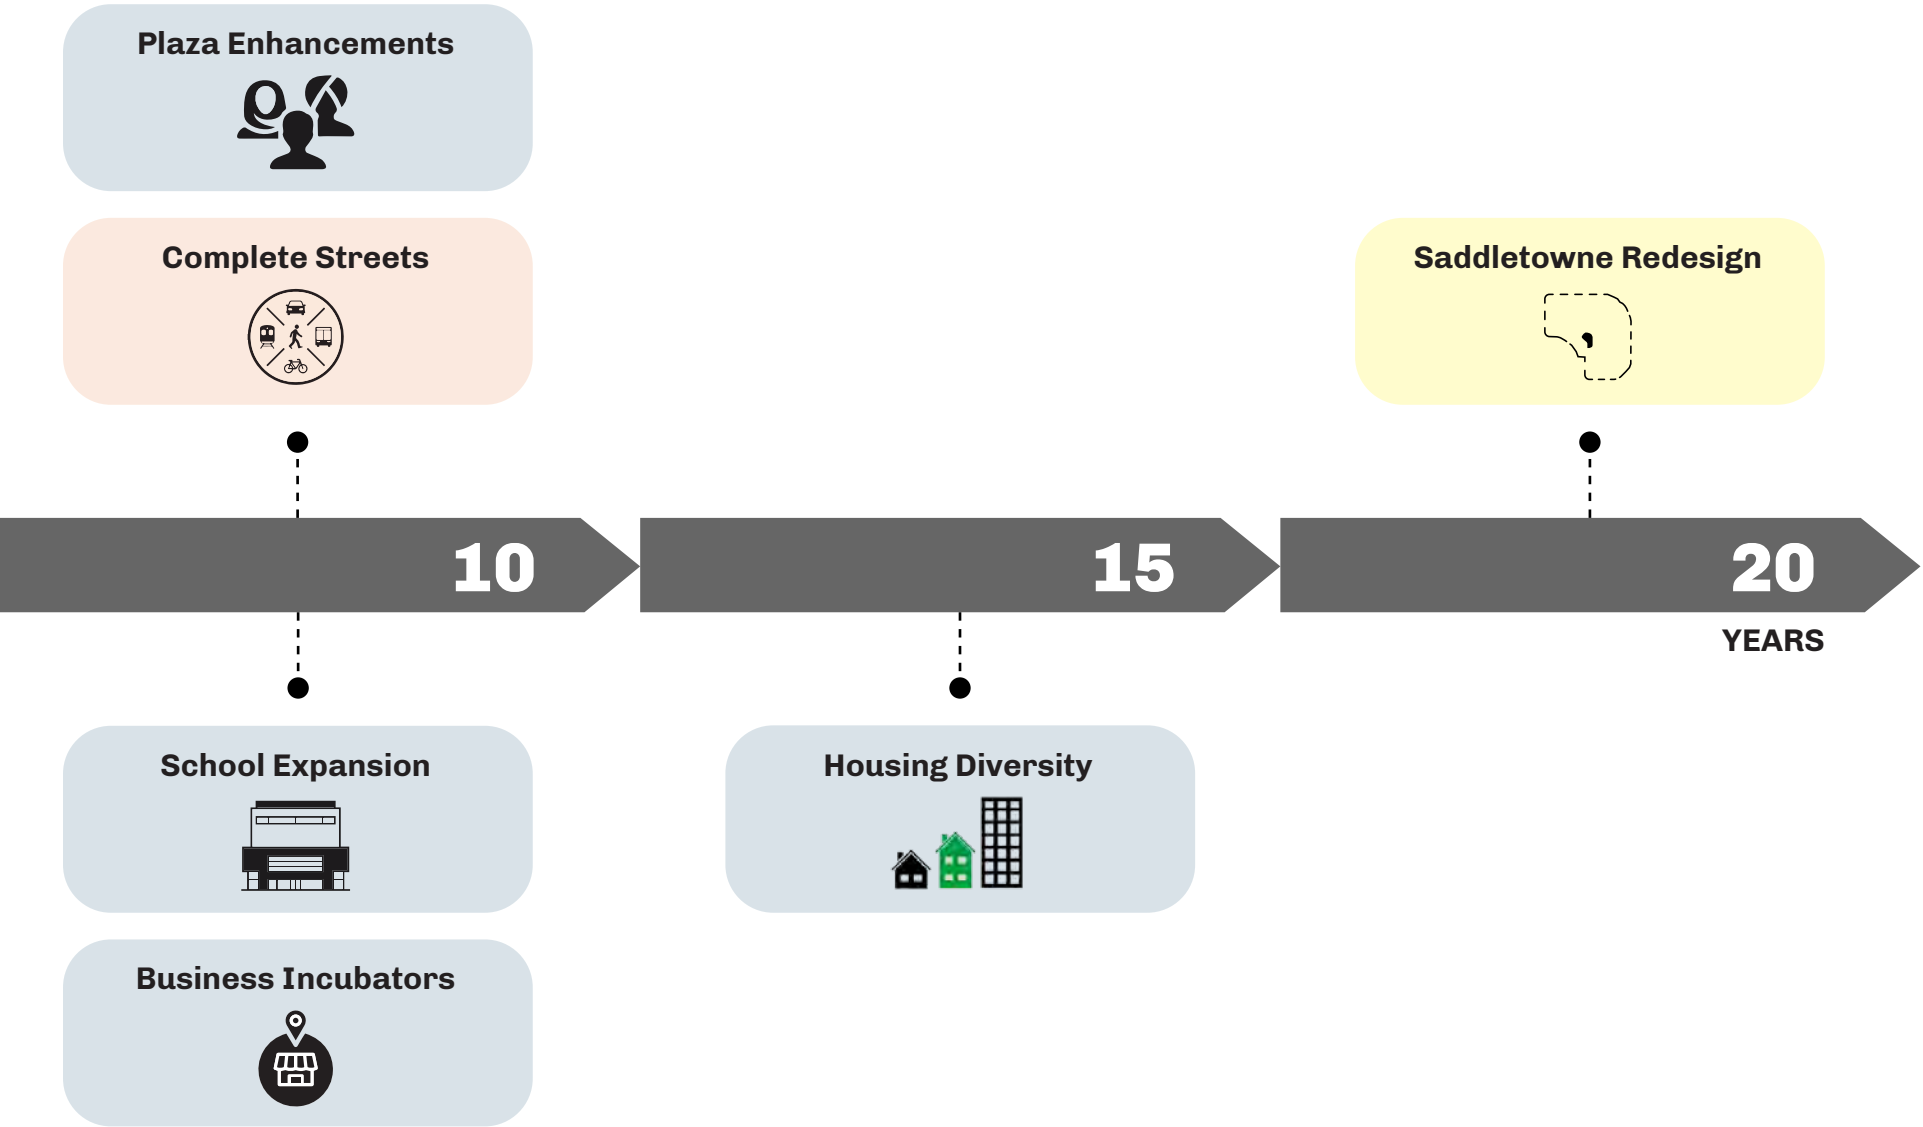 Plaza Enhancements
Complete Streets
Saddletowne Redesign
10
15
20
YEARS
School Expansion
Housing Diversity
Business Incubators